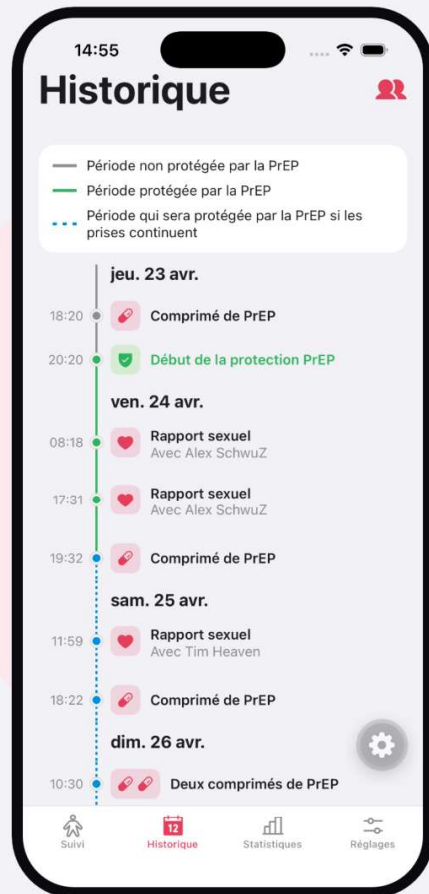 14:55
Historique
Période non protégée par la PrEP
Période protégée par la PrEP
Période qui sera protégée par la PrEP si les
prises continuent
jeu. 23 avr.
18:20 Comprimé de PrEP
20:20 Début de la protection PrEP
ven. 24 avr.
08:18 Rapport sexuel
Avec Alex SchwuZ
17:31 Rapport sexuel
Avec Alex SchwuZ
19:32 Comprimé de PrEP
sam. 25 avr.
11:59 Rapport sexuel
Avec Tim Heaven
18:22 Comprimé de PrEP
dim. 26 avr.
10:30 Deux comprimés de PrEP
12
Suivi Historique Statistiques Réglages